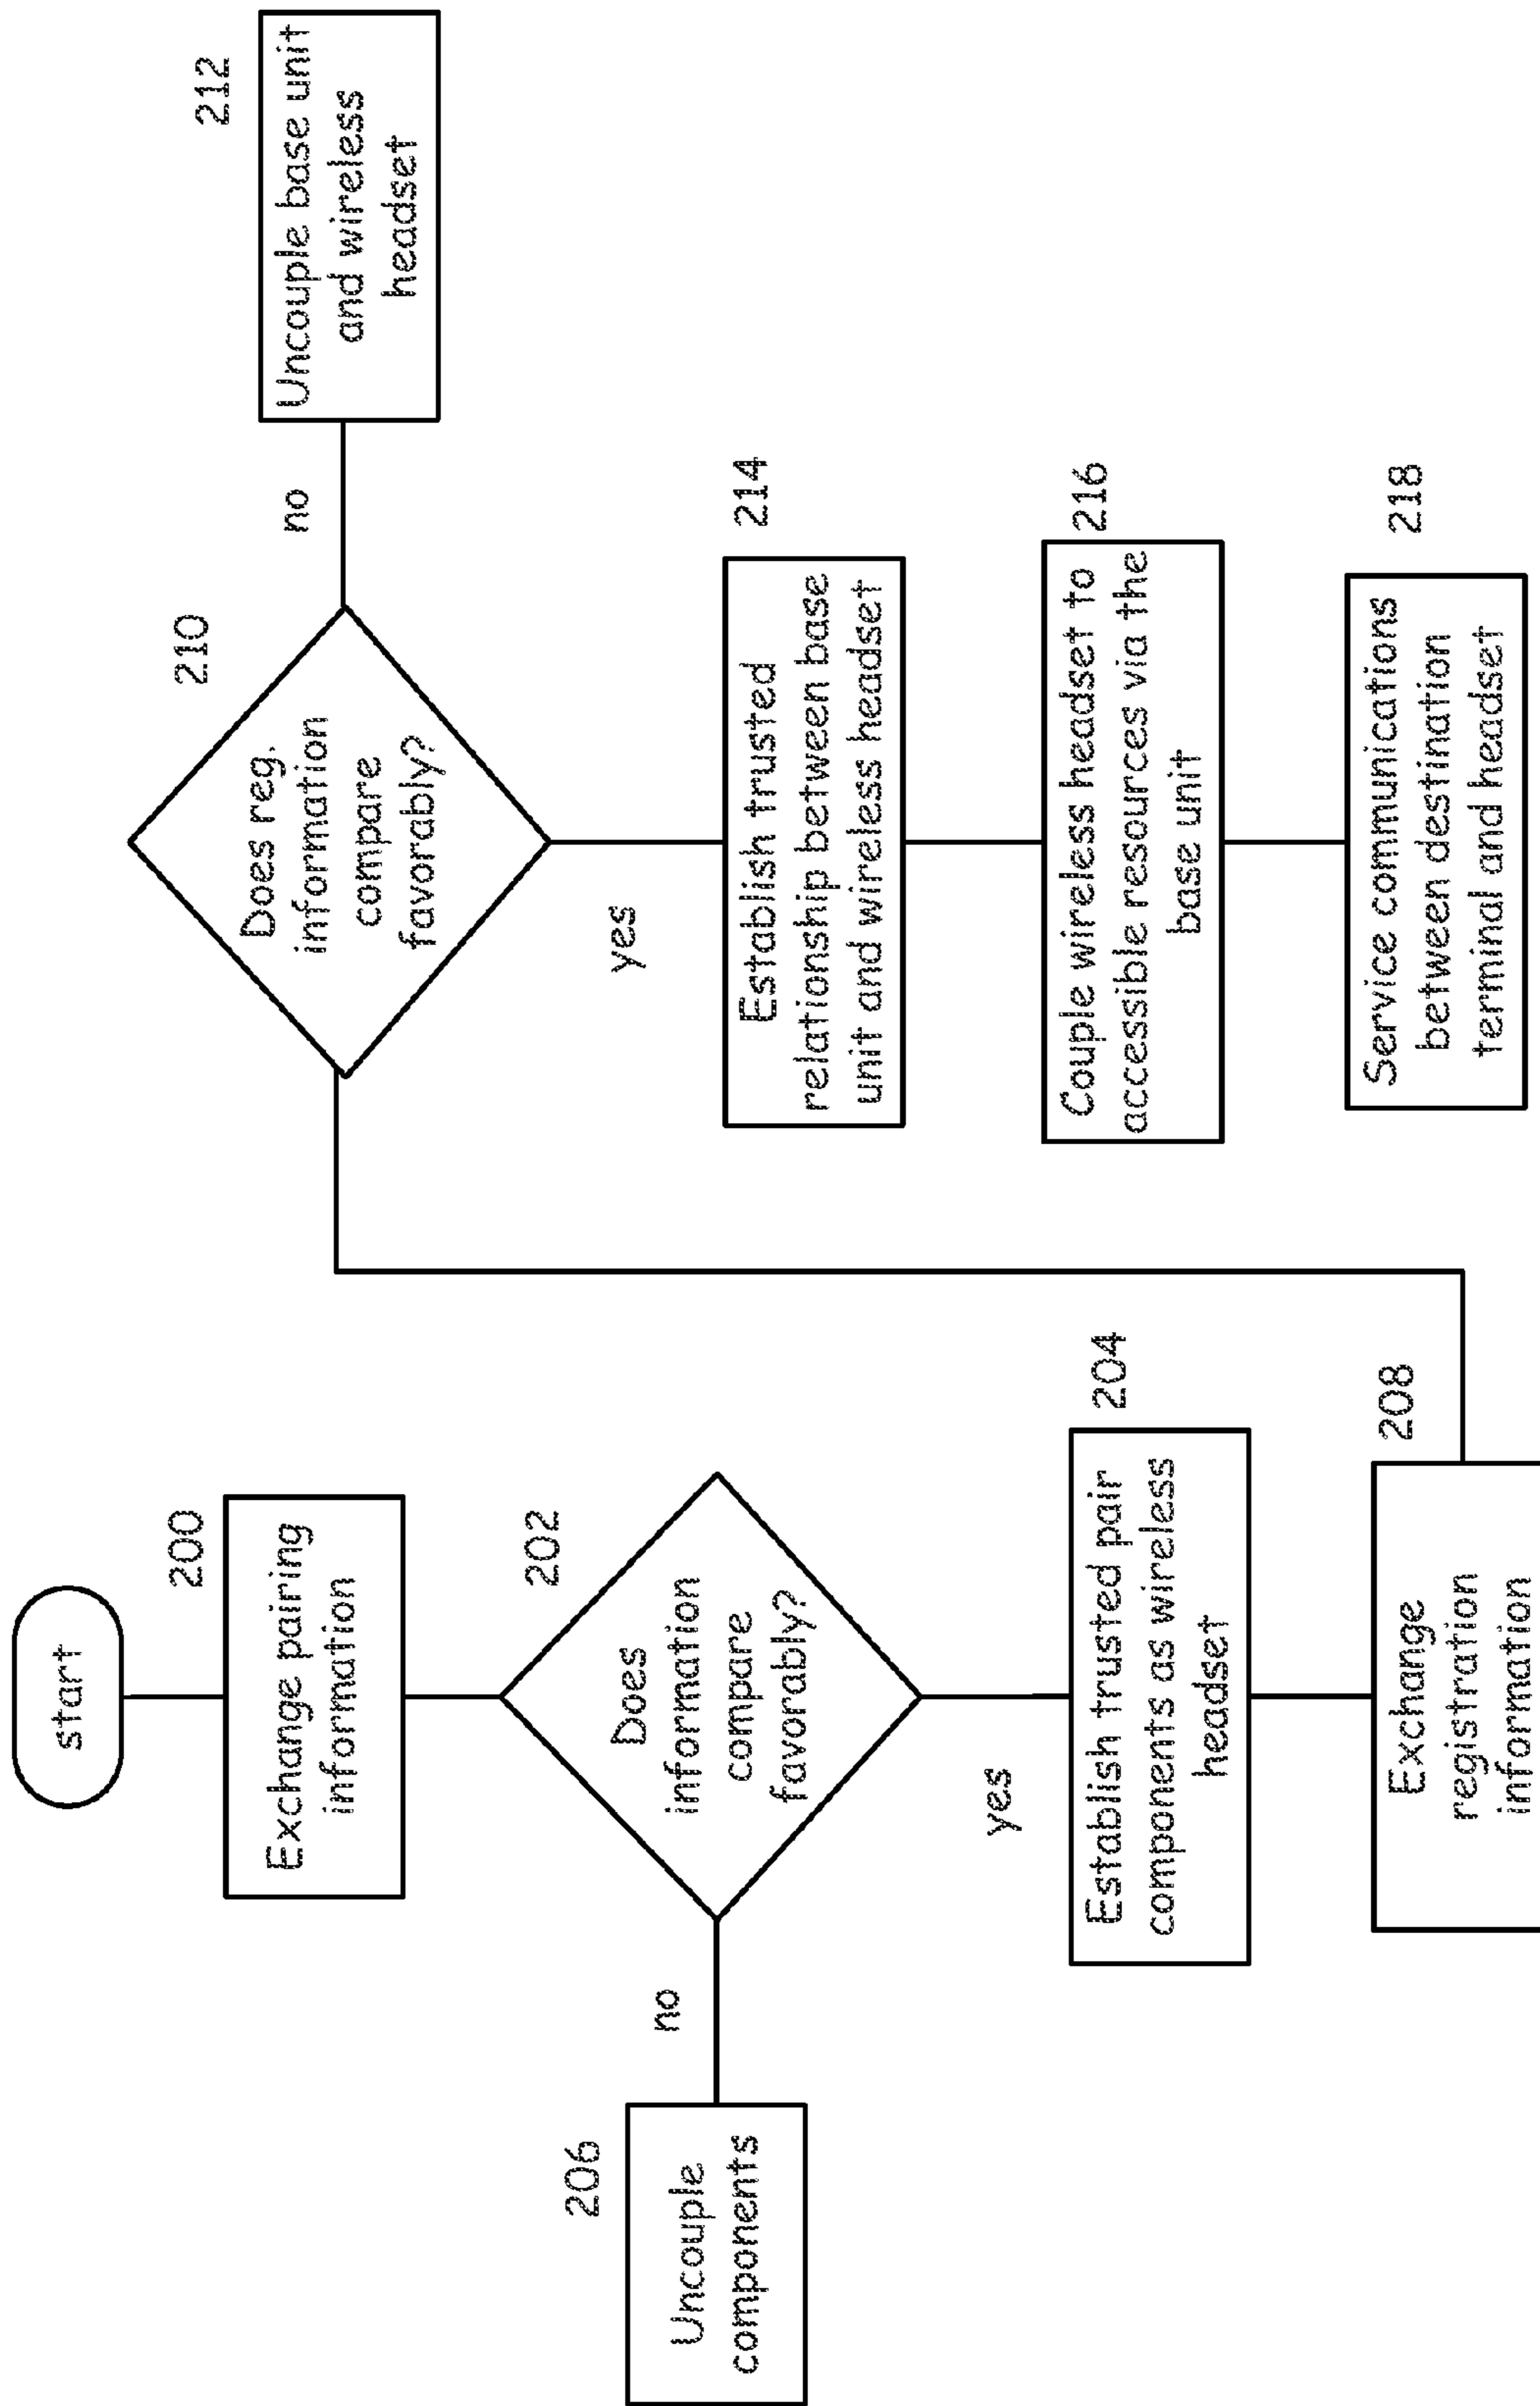 start
200
Exchange pairing
information
202
Does
information
compare
favorably?
no
206
Uncouple
components
yes
204
Establish trusted pair
components as wireless
headset
208
Exchange
registration
information
210
Does reg.
information
compare
favorably?
no
212
Uncouple base unit
and wireless
headset
yes
214
Establish trusted
relationship between base
unit and wireless headset
216
Couple wireless headset to
accessible resources via the
base unit
218
Service communications
between destination
terminal and headset